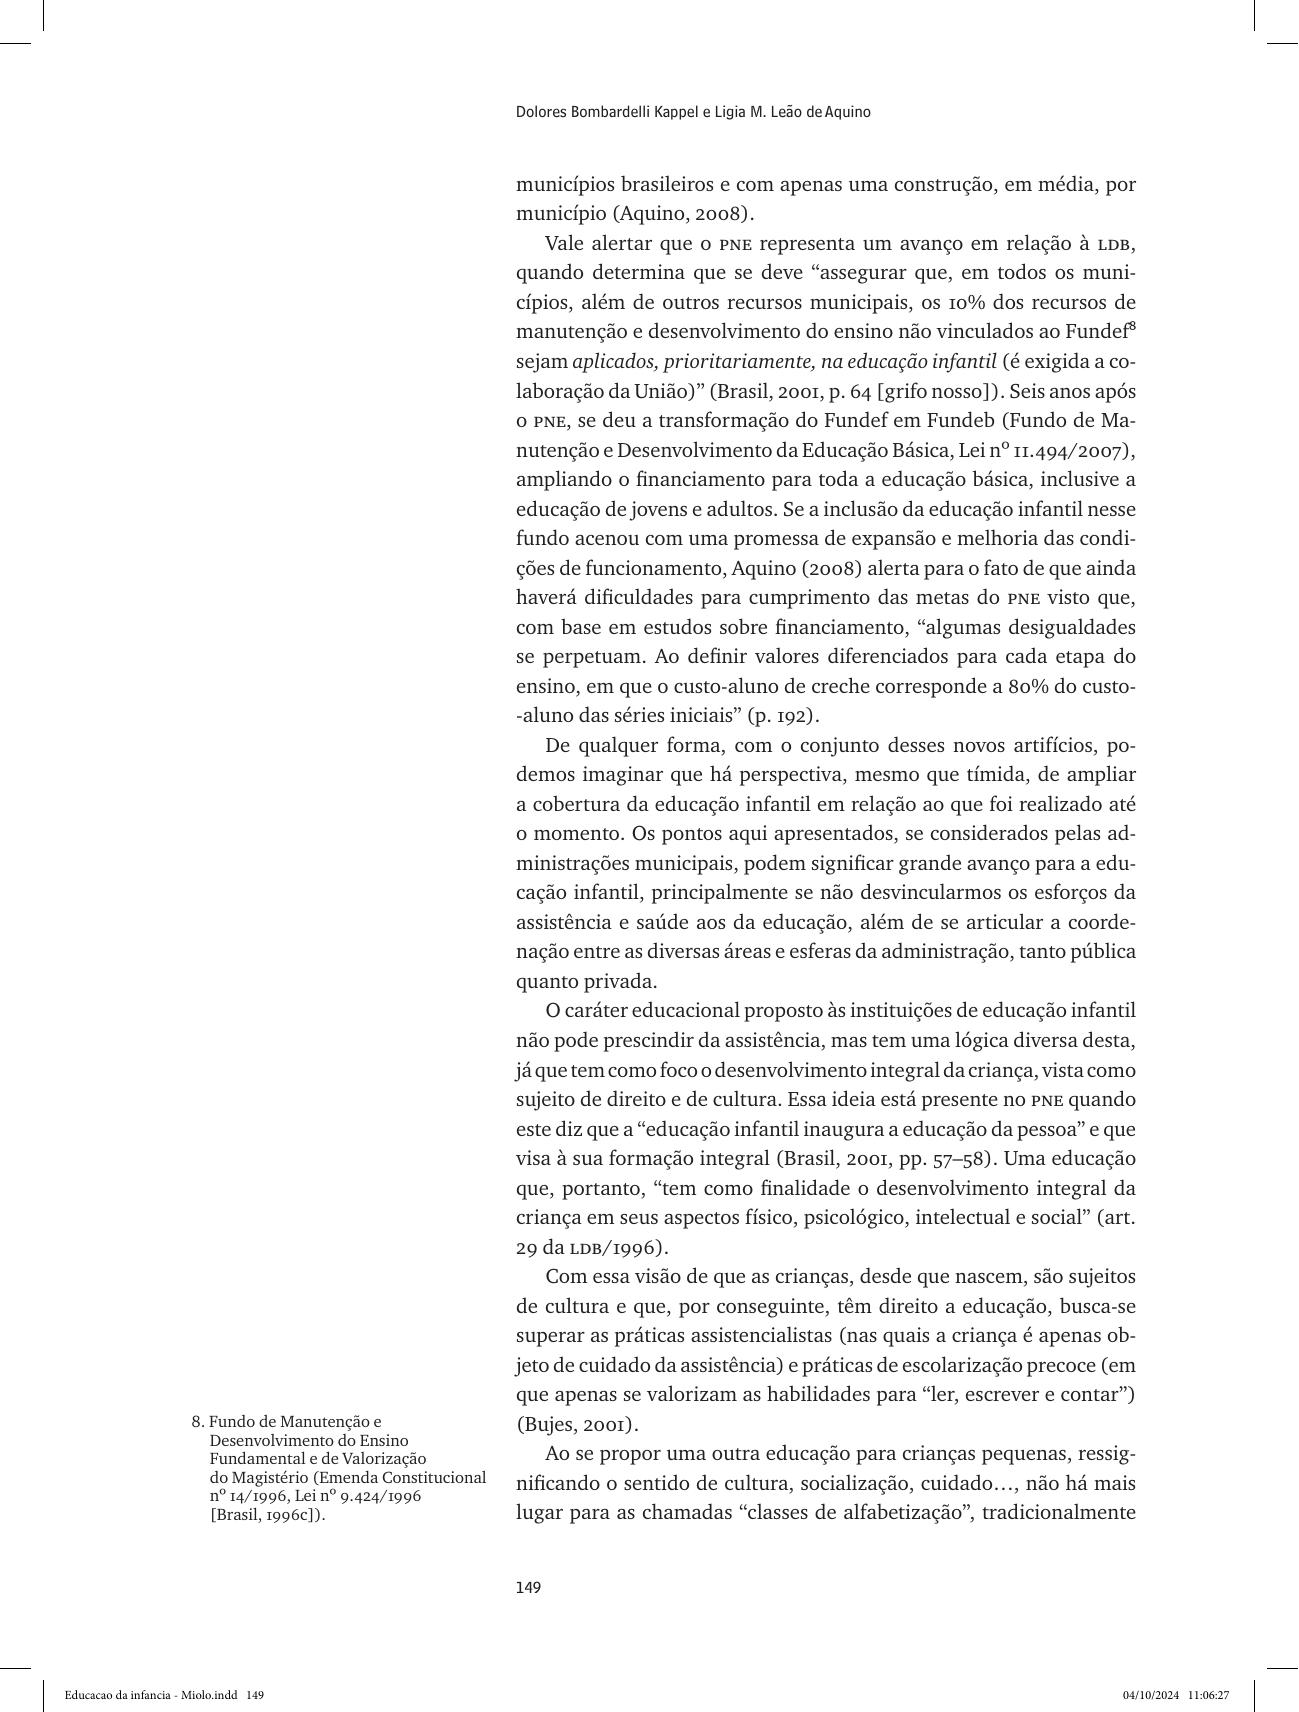 Dolores Bombardelli Kappel e Ligia M. Leão de Aquino
municípios brasileiros e com apenas uma construção, em média, por
município (Aquino, 2008).
Vale alertar que o PNE representa um avanço em relação à LDB,
quando determina que se deve “assegurar que, em todos os muni-
cípios, além de outros recursos municipais, os 10% dos recursos de
manutenção e desenvolvimento do ensino não vinculados ao Fundef⁸
sejam aplicados, prioritariamente, na educação infantil (é exigida a co-
laboração da União)” (Brasil, 2001, p. 64 [grifo nosso]). Seis anos após
o PNE, se deu a transformação do Fundef em Fundeb (Fundo de Ma-
nutenção e Desenvolvimento da Educação Básica, Lei nº 11.494/2007),
ampliando o financiamento para toda a educação básica, inclusive a
educação de jovens e adultos. Se a inclusão da educação infantil nesse
fundo acenou com uma promessa de expansão e melhoria das condi-
ções de funcionamento, Aquino (2008) alerta para o fato de que ainda
haverá dificuldades para cumprimento das metas do PNE visto que,
com base em estudos sobre financiamento, “algumas desigualdades
se perpetuam. Ao definir valores diferenciados para cada etapa do
ensino, em que o custo-aluno de creche corresponde a 80% do custo-
-aluno das séries iniciais” (p. 192).
De qualquer forma, com o conjunto desses novos artifícios, po-
demos imaginar que há perspectiva, mesmo que tímida, de ampliar
a cobertura da educação infantil em relação ao que foi realizado até
o momento. Os pontos aqui apresentados, se considerados pelas ad-
ministrações municipais, podem significar grande avanço para a edu-
cação infantil, principalmente se não desvincularmos os esforços da
assistência e saúde aos da educação, além de se articular a coorde-
nação entre as diversas áreas e esferas da administração, tanto pública
quanto privada.
O caráter educacional proposto às instituições de educação infantil
não pode prescindir da assistência, mas tem uma lógica diversa desta,
já que tem como foco o desenvolvimento integral da criança, vista como
sujeito de direito e de cultura. Essa ideia está presente no PNE quando
este diz que a “educação infantil inaugura a educação da pessoa” e que
visa à sua formação integral (Brasil, 2001, pp. 57–58). Uma educação
que, portanto, “tem como finalidade o desenvolvimento integral da
criança em seus aspectos físico, psicológico, intelectual e social” (art.
29 da LDB/1996).
Com essa visão de que as crianças, desde que nascem, são sujeitos
de cultura e que, por conseguinte, têm direito a educação, busca-se
superar as práticas assistencialistas (nas quais a criança é apenas ob-
jeto de cuidado da assistência) e práticas de escolarização precoce (em
que apenas se valorizam as habilidades para “ler, escrever e contar”)
(Bujes, 2001).
Ao se propor uma outra educação para crianças pequenas, ressig-
nificando o sentido de cultura, socialização, cuidado…, não há mais
lugar para as chamadas “classes de alfabetização”, tradicionalmente
8. Fundo de Manutenção e
Desenvolvimento do Ensino
Fundamental e de Valorização
do Magistério (Emenda Constitucional
nº 14/1996, Lei nº 9.424/1996
[Brasil, 1996c]).
149
Educacao da infancia - Miolo.indd 149
04/10/2024 11:06:27